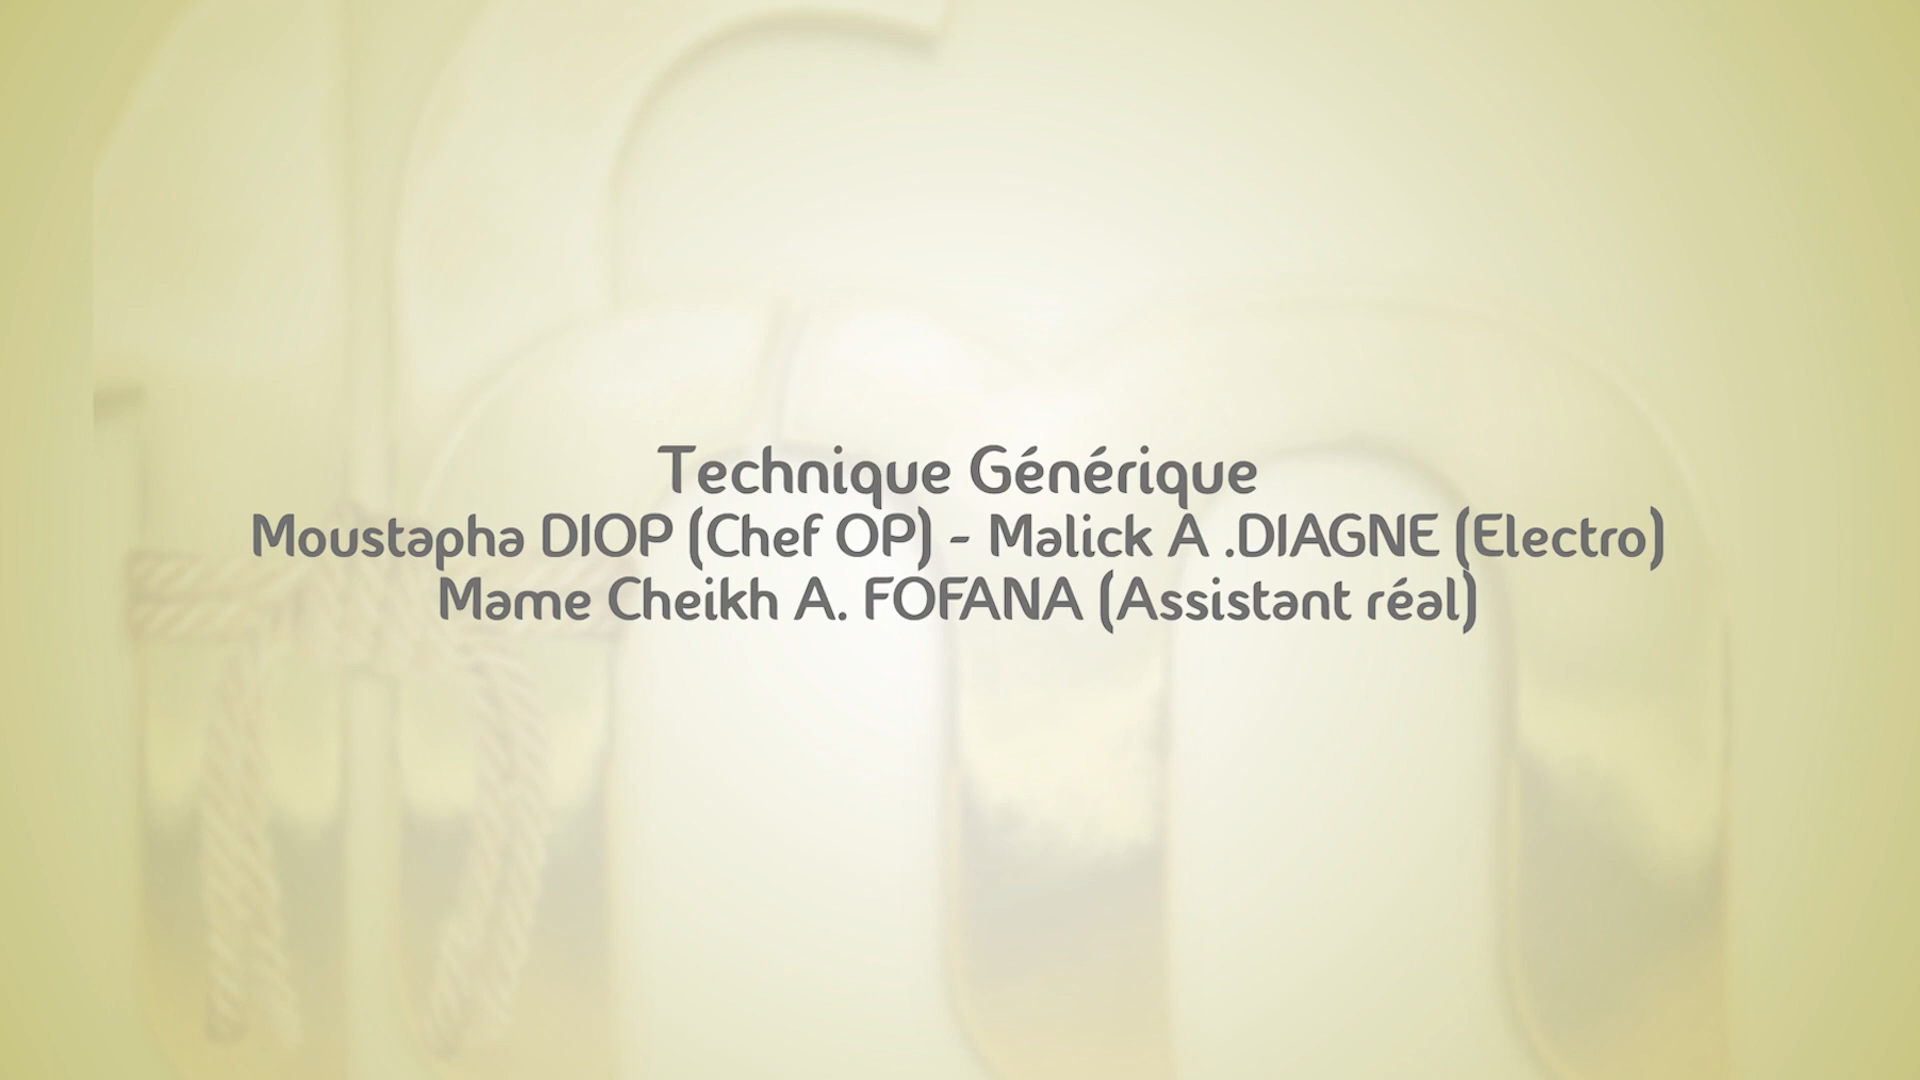 Technique Générique
Moustapha DIOP (Chef OP) - Malick A .DIAGNE (Electro)
Mame Cheikh A. FOFANA (Assistant réal)